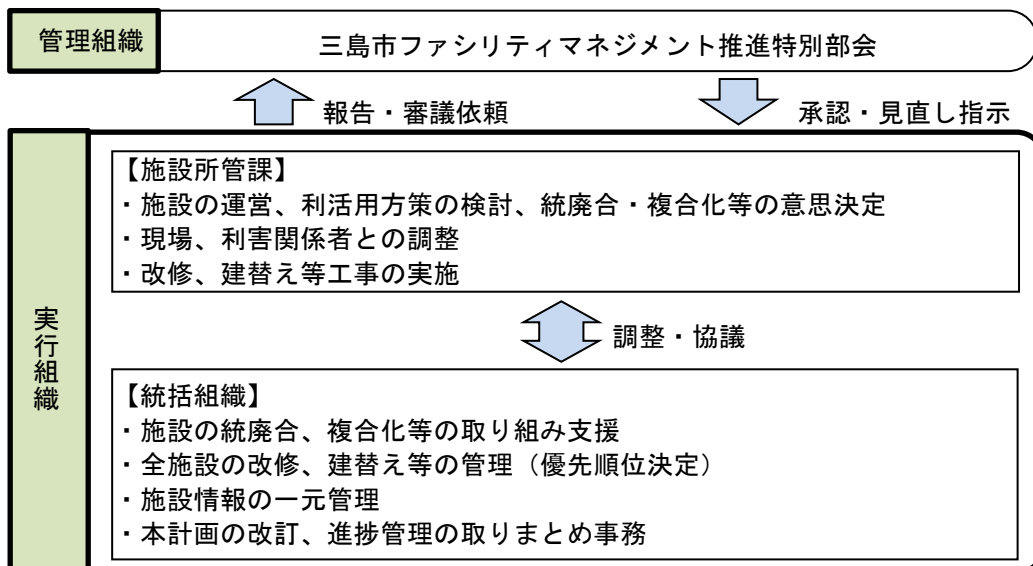 管理組織
三島市ファシリティマネジメント推進特別部会
報告・審議依頼
承認・見直し指示
実行組織
【施設所管課】
・施設の運営、利活用方策の検討、統廃合・複合化等の意思決定
・現場、利害関係者との調整
・改修、建替え等工事の実施
調整・協議
【統括組織】
・施設の統廃合、複合化等の取り組み支援
・全施設の改修、建替え等の管理（優先順位決定）
・施設情報の一元管理
・本計画の改訂、進捗管理の取りまとめ事務